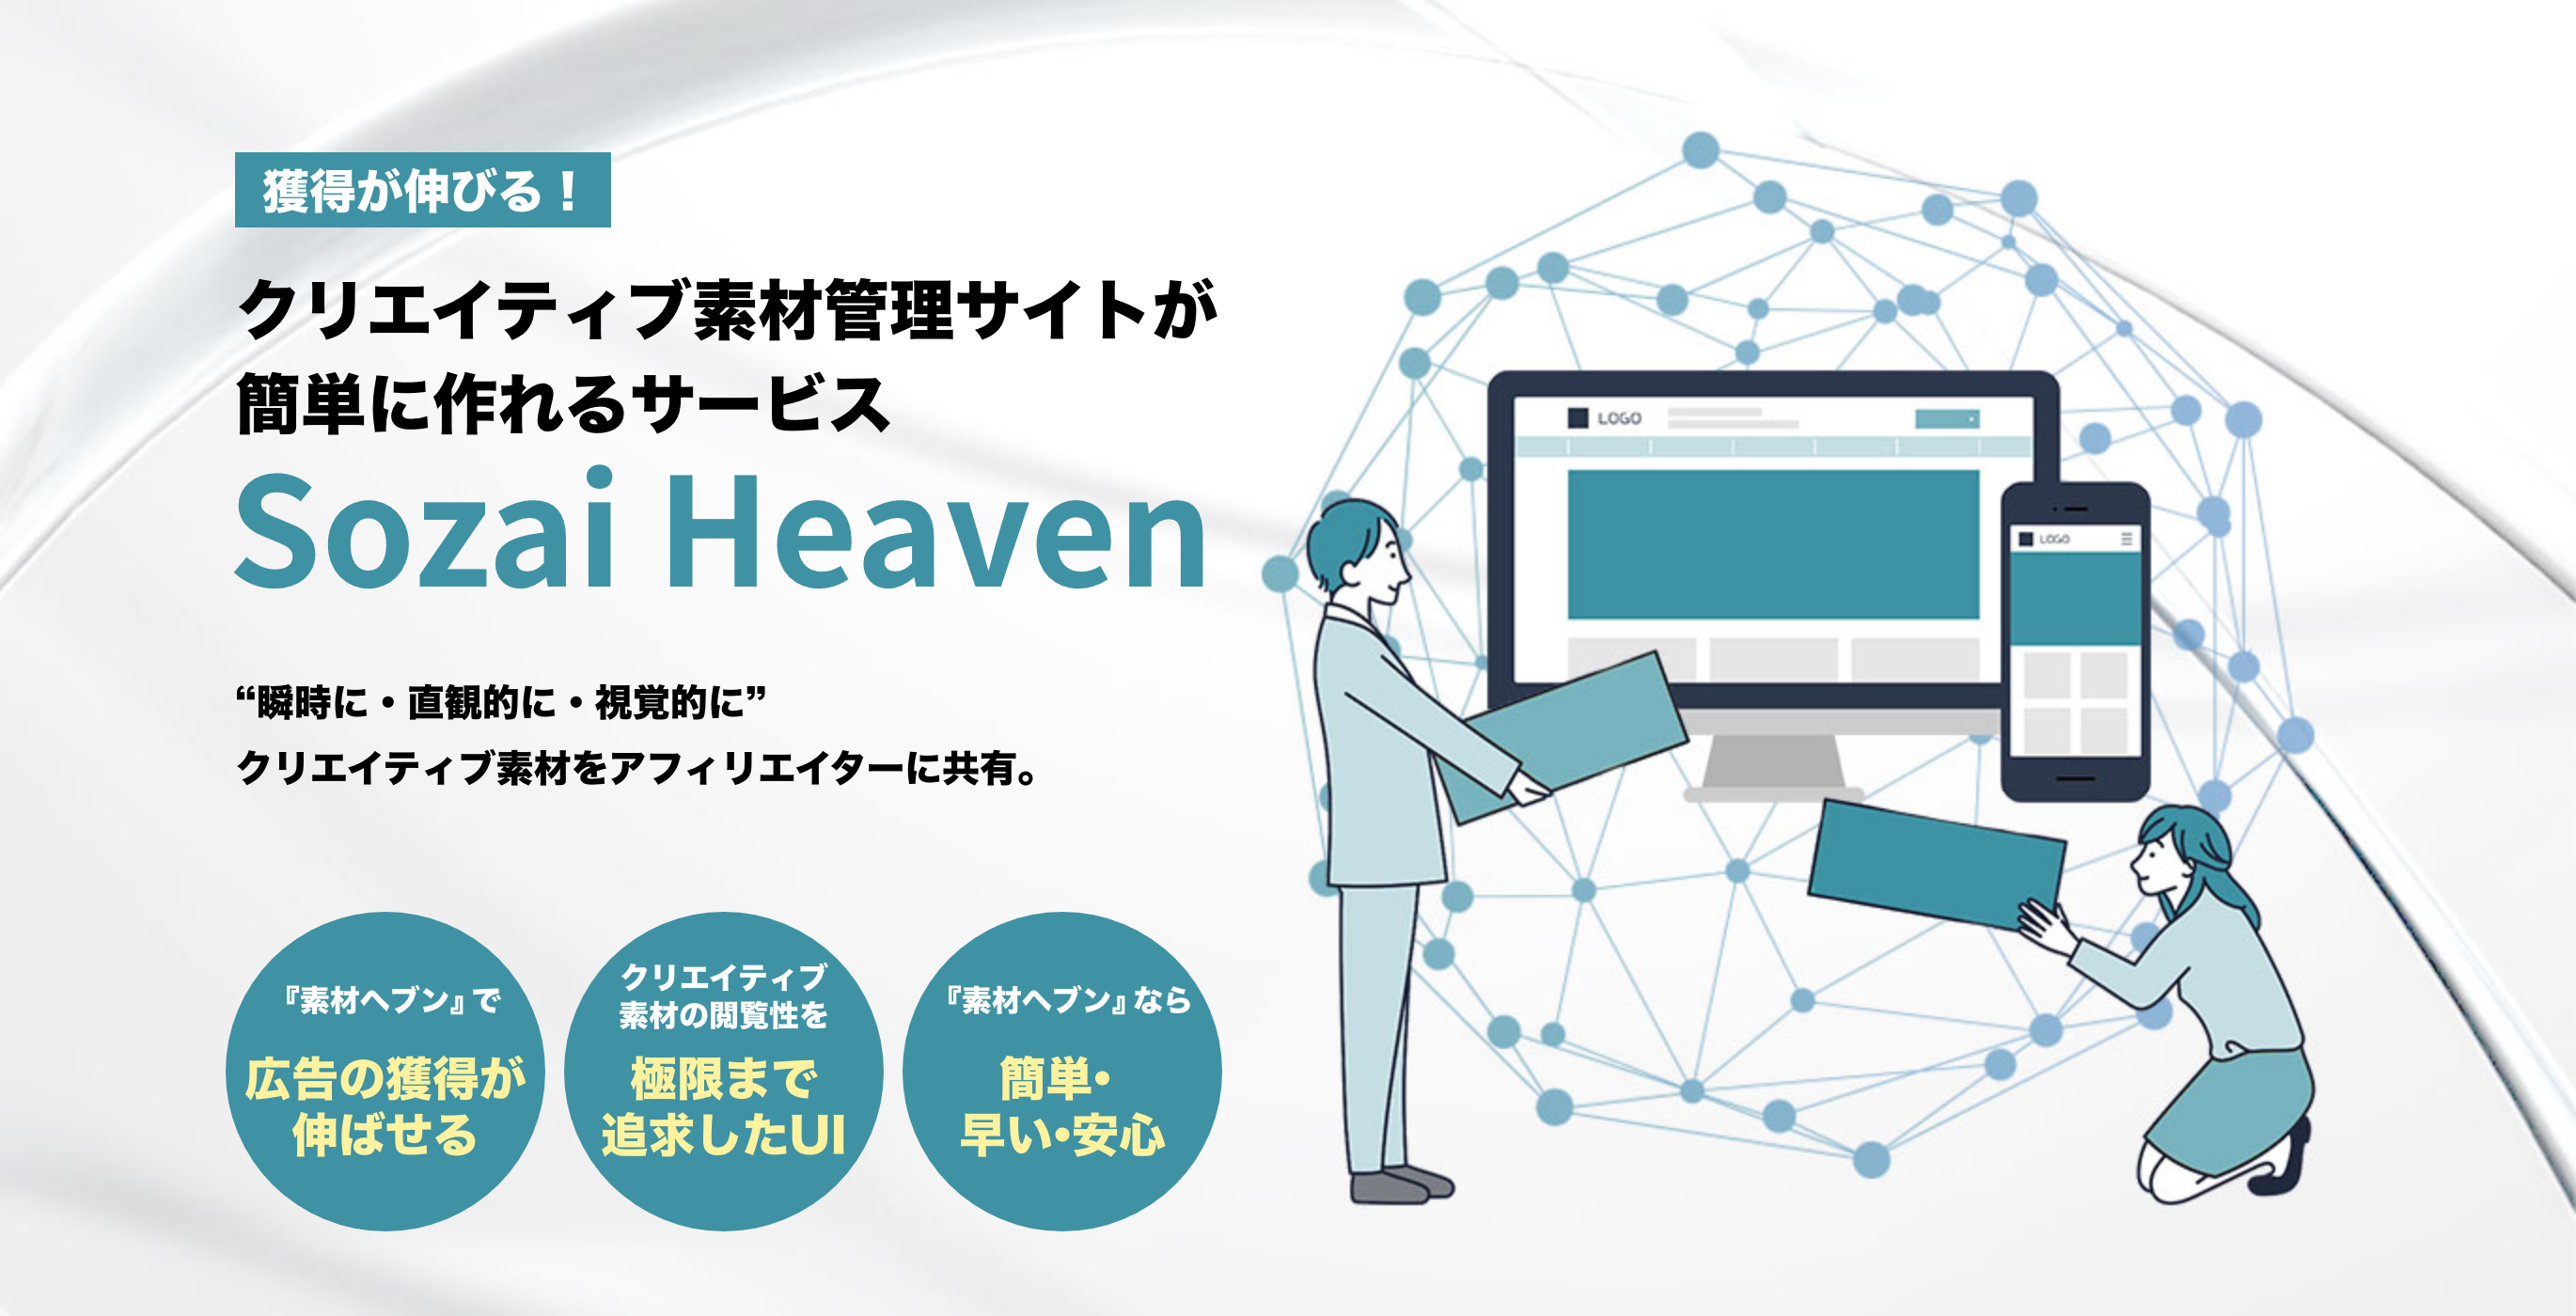 獲得が伸びる！
クリエイティブ素材管理サイトが
簡単に作れるサービス
Sozai Heaven
“瞬時に・直観的に・視覚的に”
クリエイティブ素材をアフィリエイターに共有。
『素材ヘブン』で
広告の獲得が
伸ばせる
クリエイティブ
素材の閲覧性を
極限まで
追求したUI
『素材ヘブン』なら
簡単・
早い・安心
LOGO
LOGO